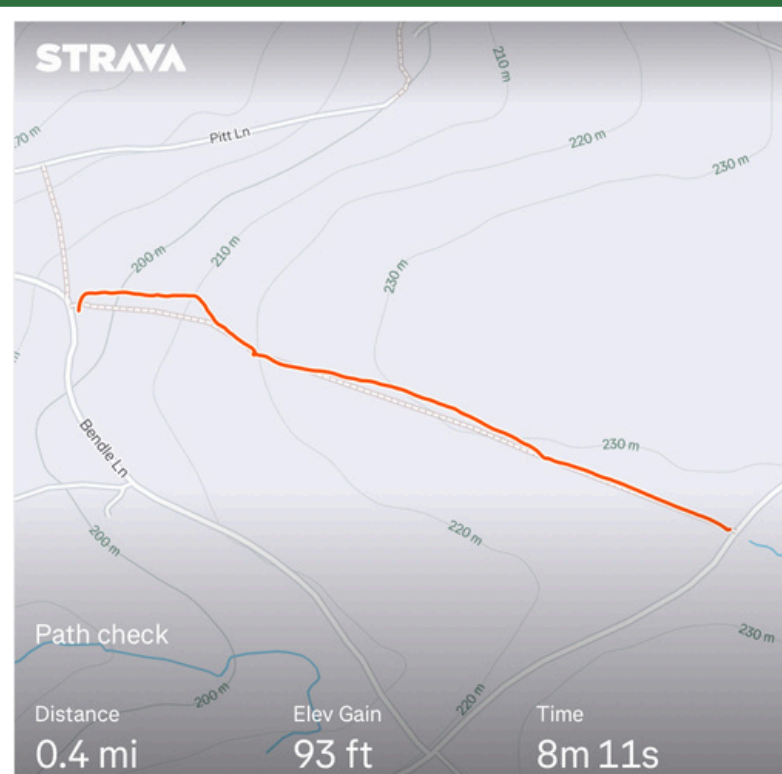 STRAVA
210 m
70 m
Pitt Ln
220 m
230 m
200 m
210 m
230 m
230 m
Bendle Ln
220 m
200 m
230 m
Path check
200 m
220 m
Distance Elev Gain Time
0.4 mi 93 ft 8m 11s